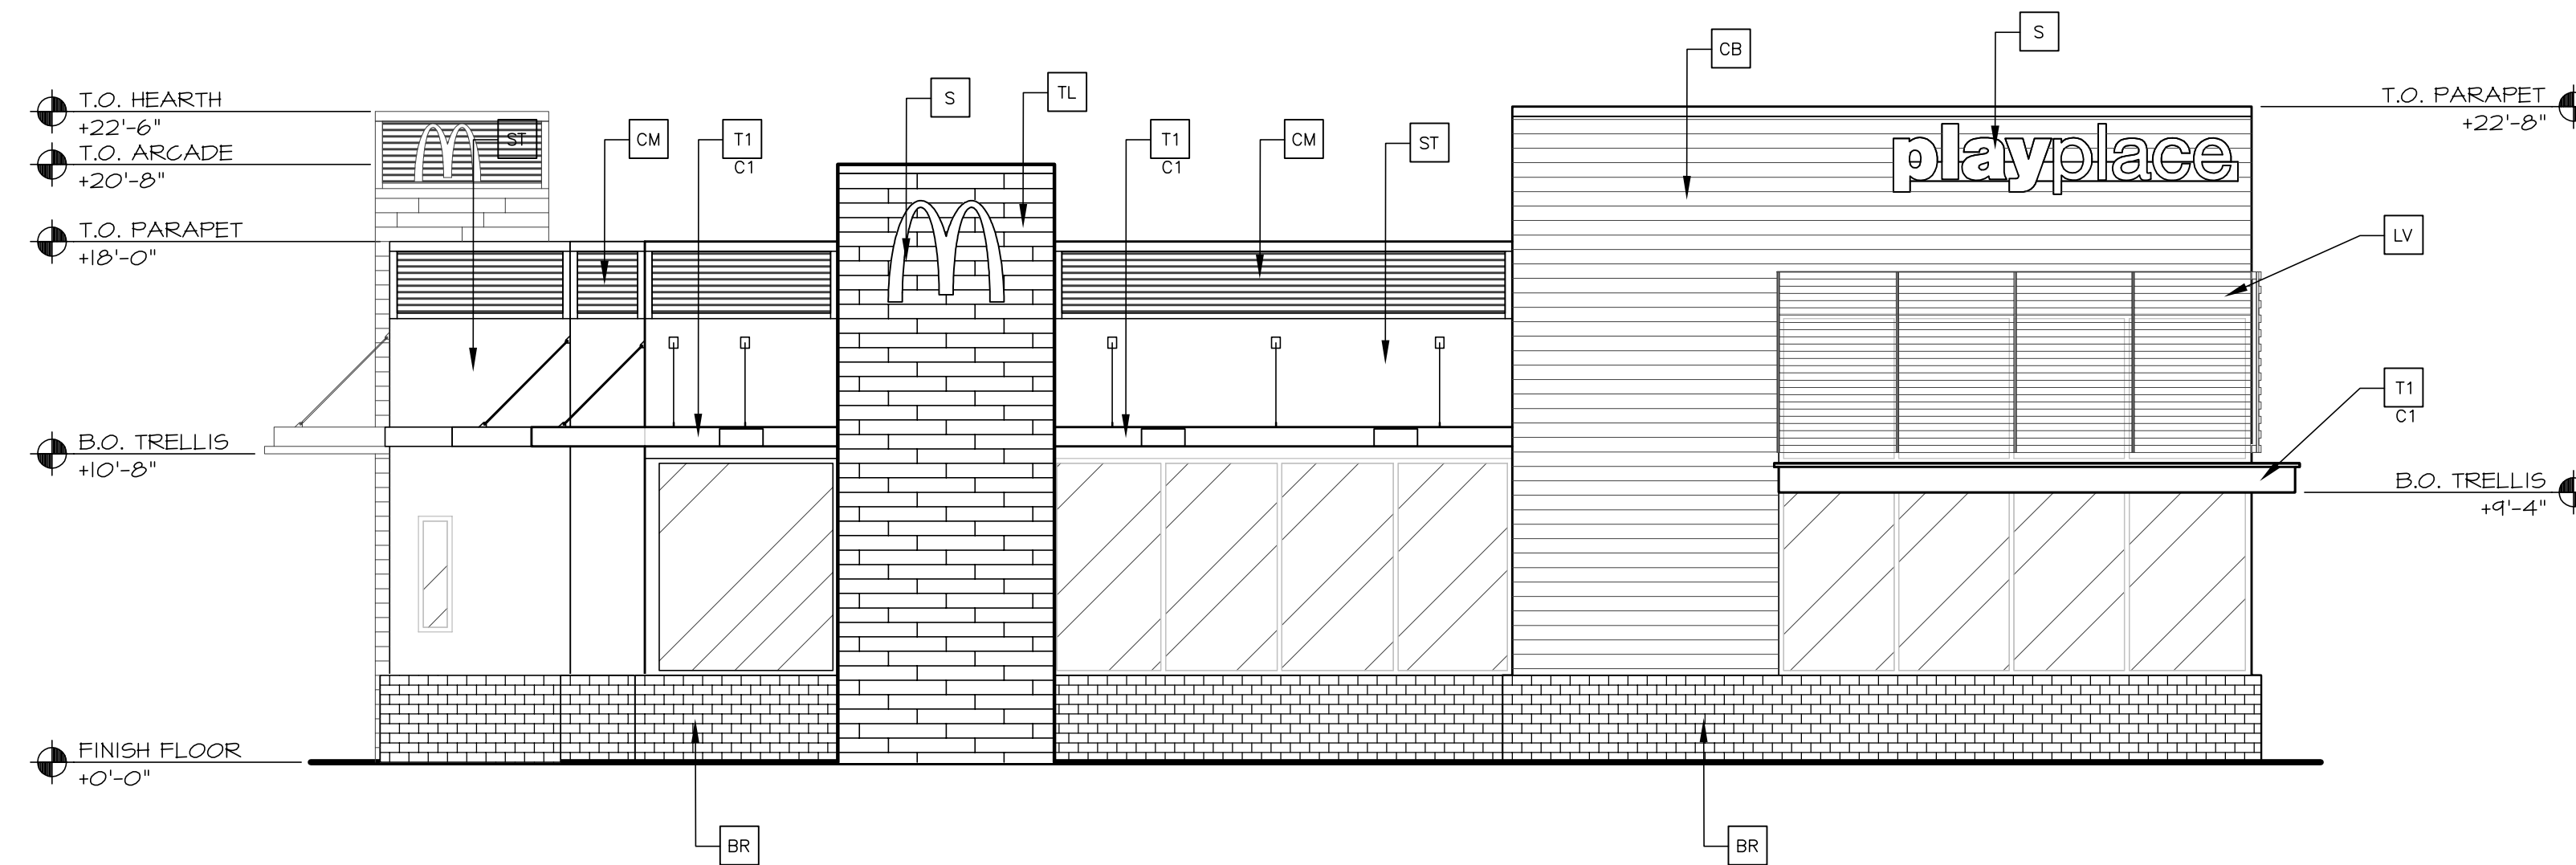 T.O. HEARTH
+22'-6"
T.O. ARCADE
+20'-8"
T.O. PARAPET
+18'-0"
B.O. TRELLIS
+10'-8"
FINISH FLOOR
+0'-0"
ST
CM
T1
C1
S
TL
T1
C1
CM
ST
CB
S
playplace
T.O. PARAPET
+22'-8"
LV
T1
C1
B.O. TRELLIS
+9'-4"
BR
BR